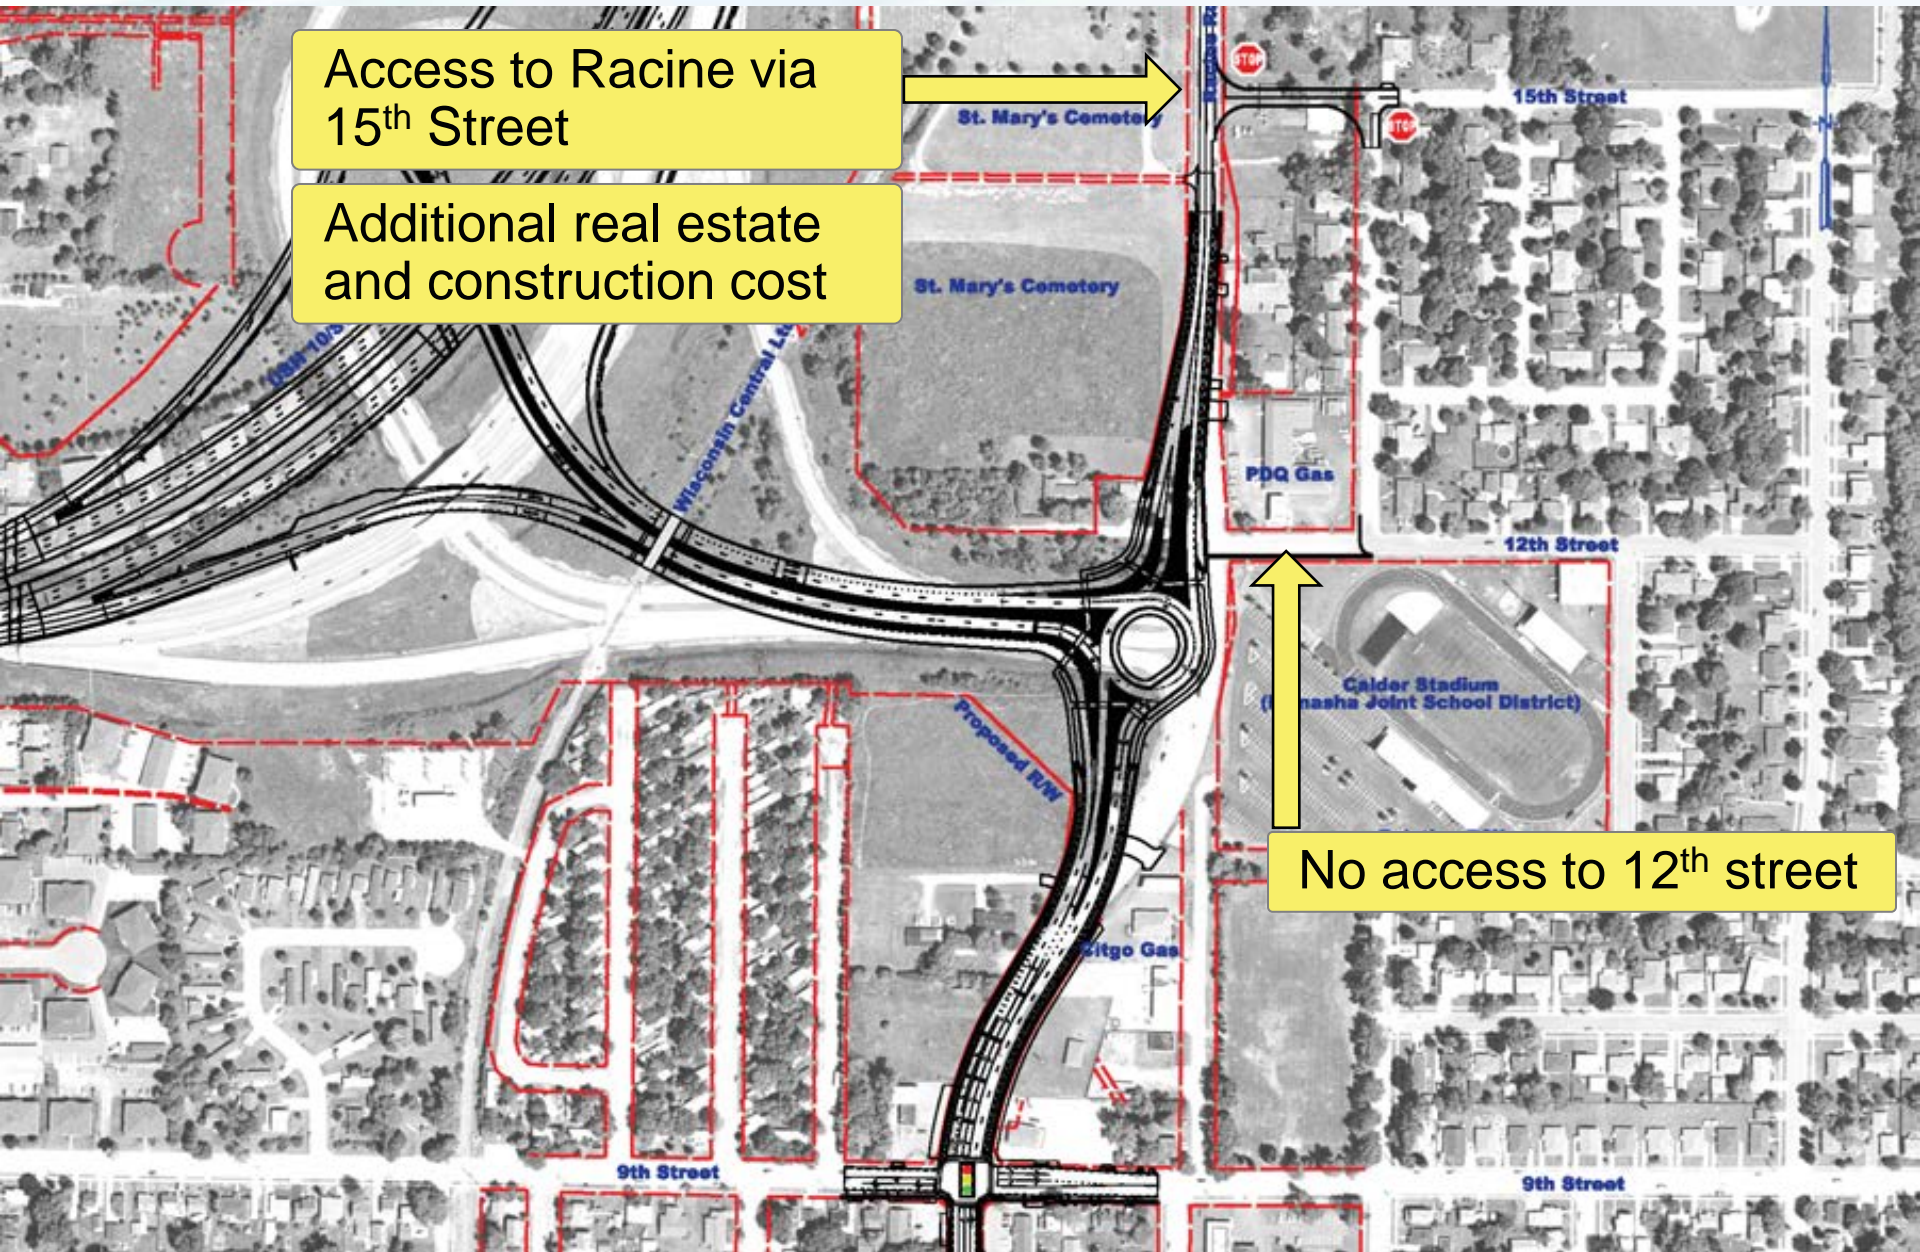 Access to Racine via
15th Street
Additional real estate
and construction cost
STOP
15th Street
St. Mary's Cemetery
STOP
N
St. Mary's Cemetery
USH 10/
Wisconsin Central Ltd
PDQ Gas
12th Street
Calder Stadium
Joint School District)
Proposed R/W
No access to 12th street
Citgo Gas
9th Street
9th Street